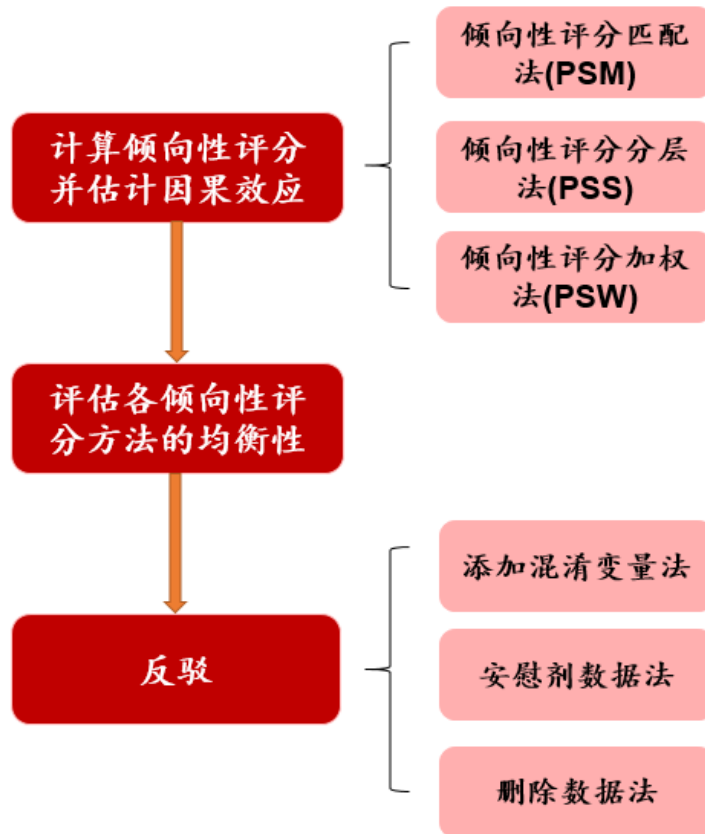 倾向性评分匹配
法(PSM)
计算倾向性评分
并估计因果效应
倾向性评分分层
法(PSS)
倾向性评分加权
法(PSW)
评估各倾向性评
分方法的均衡性
添加混淆变量法
反驳
安慰剂数据法
删除数据法